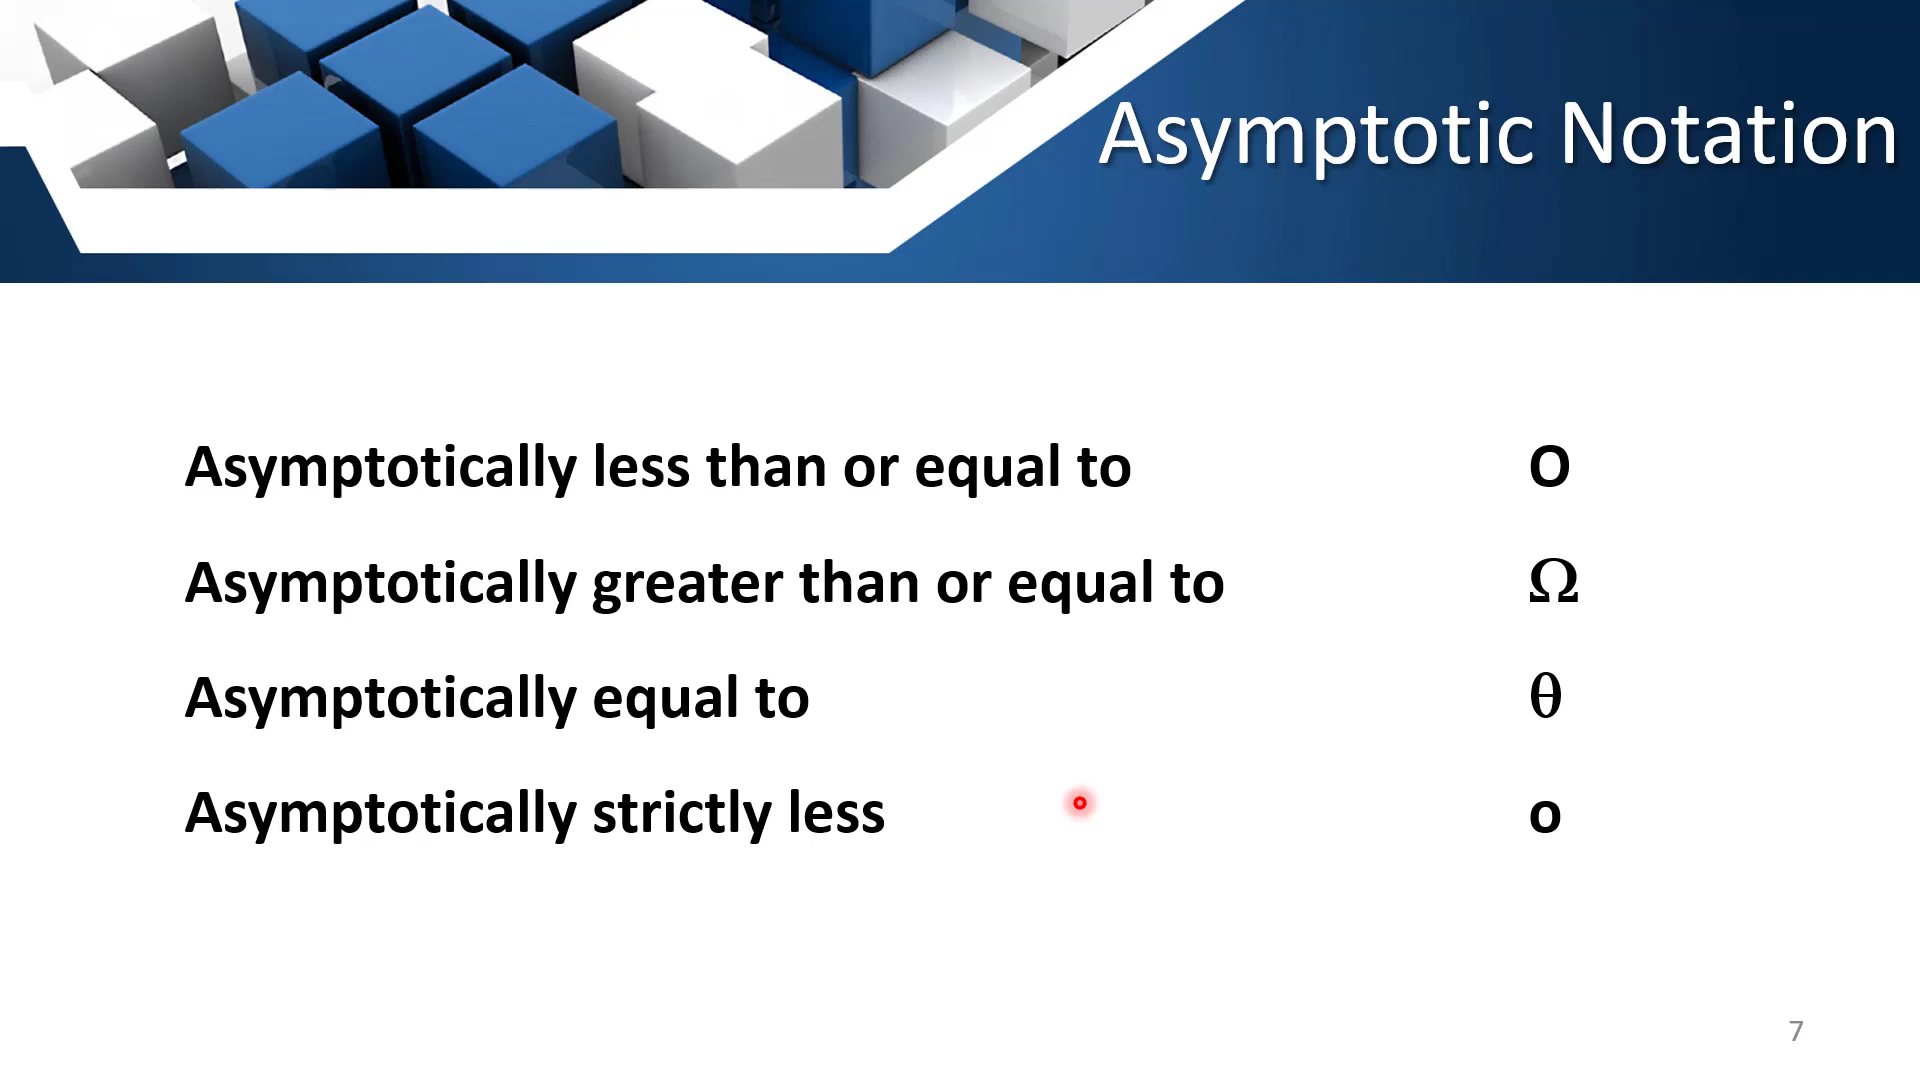 Asymptotic Notation
Asymptotically less than or equal to O
Asymptotically greater than or equal to Ω
Asymptotically equal to θ
Asymptotically strictly less o
7